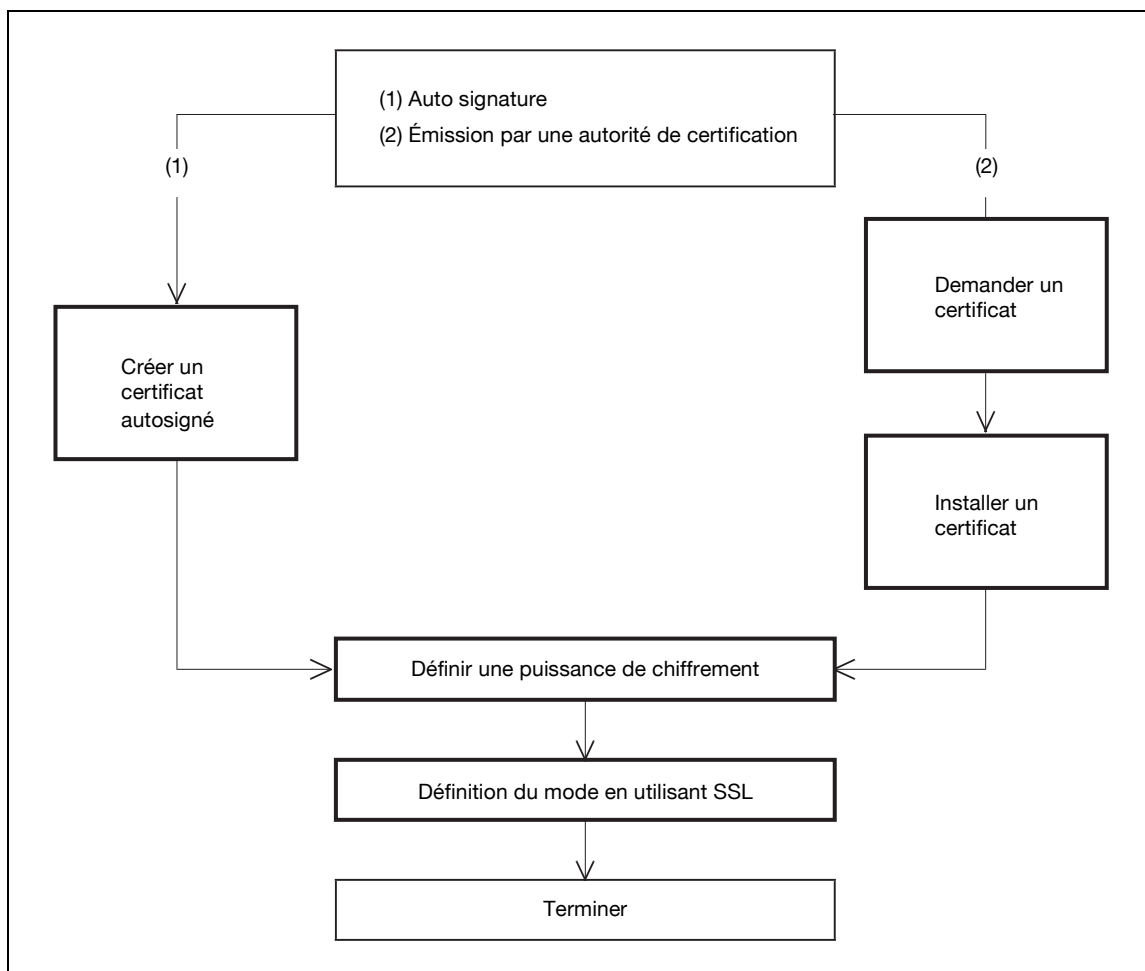 (1) Auto signature
(2) Émission par une autorité de certification
(1)
(2)
Demander un
certificat
Créer un
certificat
autosigné
Installer un
certificat
Définir une puissance de chiffrement
Définition du mode en utilisant SSL
Terminer